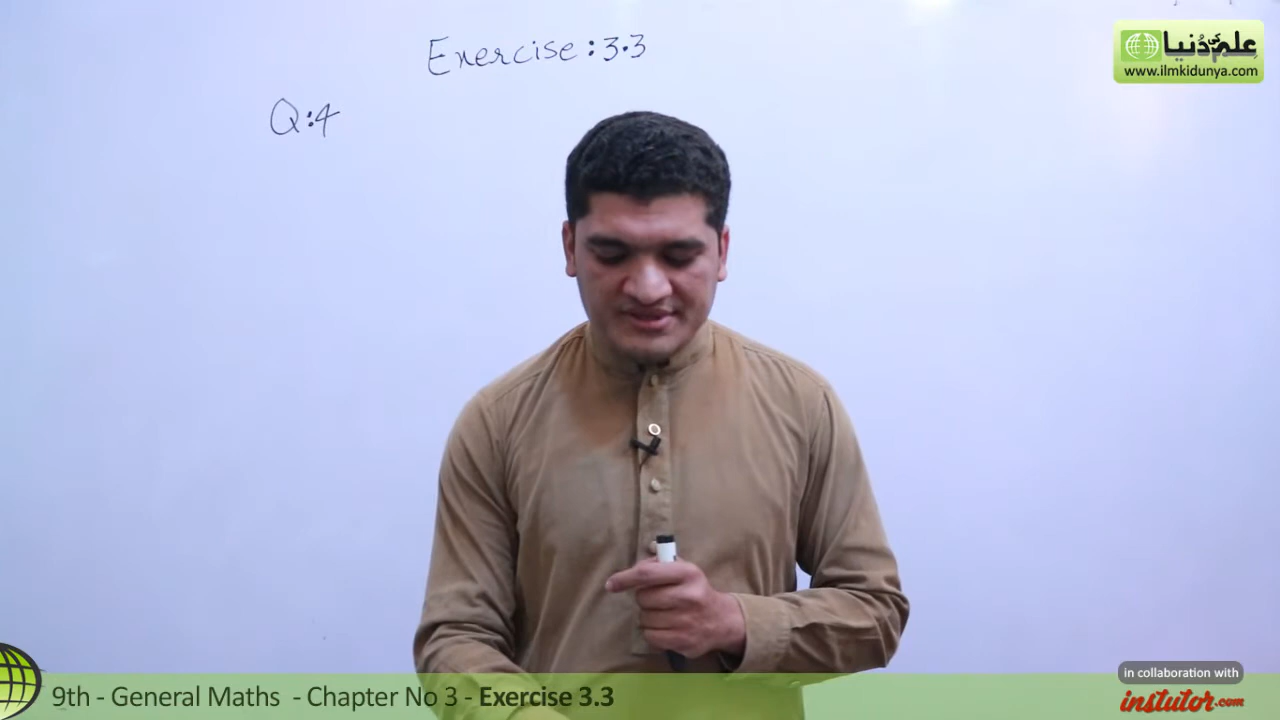 Exercise : 3.3
Q:4
علم کی دُنیا
www.ilmkidunya.com
9th - General Maths - Chapter No 3 - Exercise 3.3
in collaboration with
instutor.com